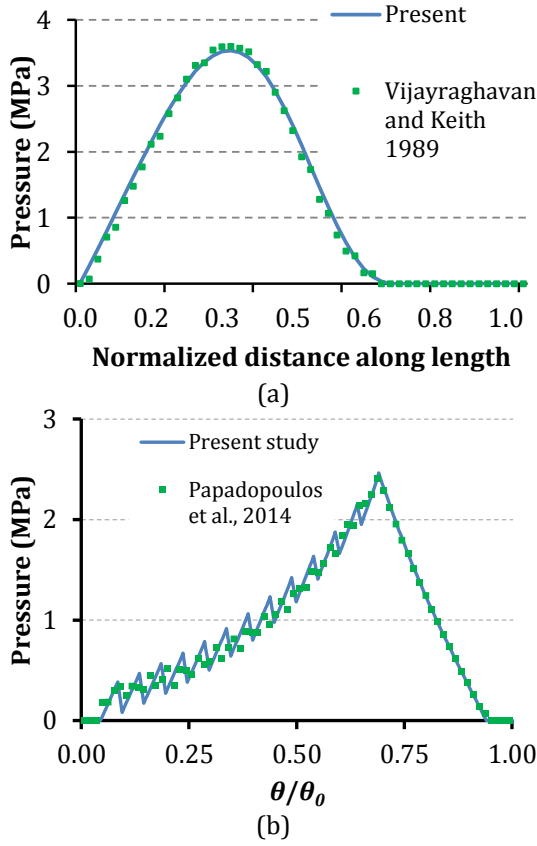 4
3
2
1
0
Pressure (MPa)
Present
Vijayraghavan
and Keith
1989
0.0
0.2
0.3
0.5
0.6
0.8
1.0
Normalized distance along length
(a)
3
2
1
0
Pressure (MPa)
Present study
Papadopoulos
et al., 2014
0.00
0.25
0.50
0.75
1.00
θ/θ₀
(b)